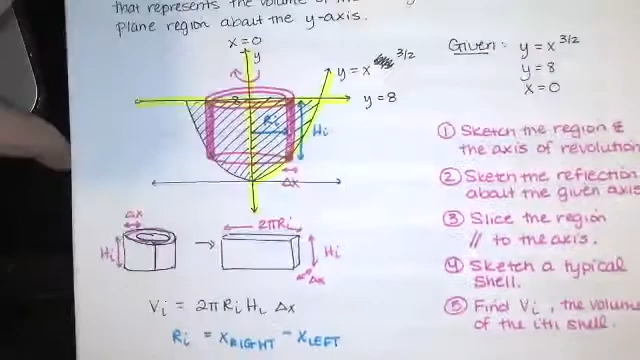 that represents the volume of the
plane region about the y-axis.
x=0
y
y = x 3/2
y = 8
8
Ri
Hi
Δx
Given: y = x 3/2
y = 8
x = 0
① Sketch the region &
the axis of revolution
② Sketch the reflection
about the given axis
③ Slice the region
// to the axis.
④ Sketch a typical
shell.
⑤ Find Vi, the volume
of the ith shell.
Δx
Hi
2πRi
Hi
Δx
Vi = 2πRiHi Δx
Ri = XRIGHT - XLEFT